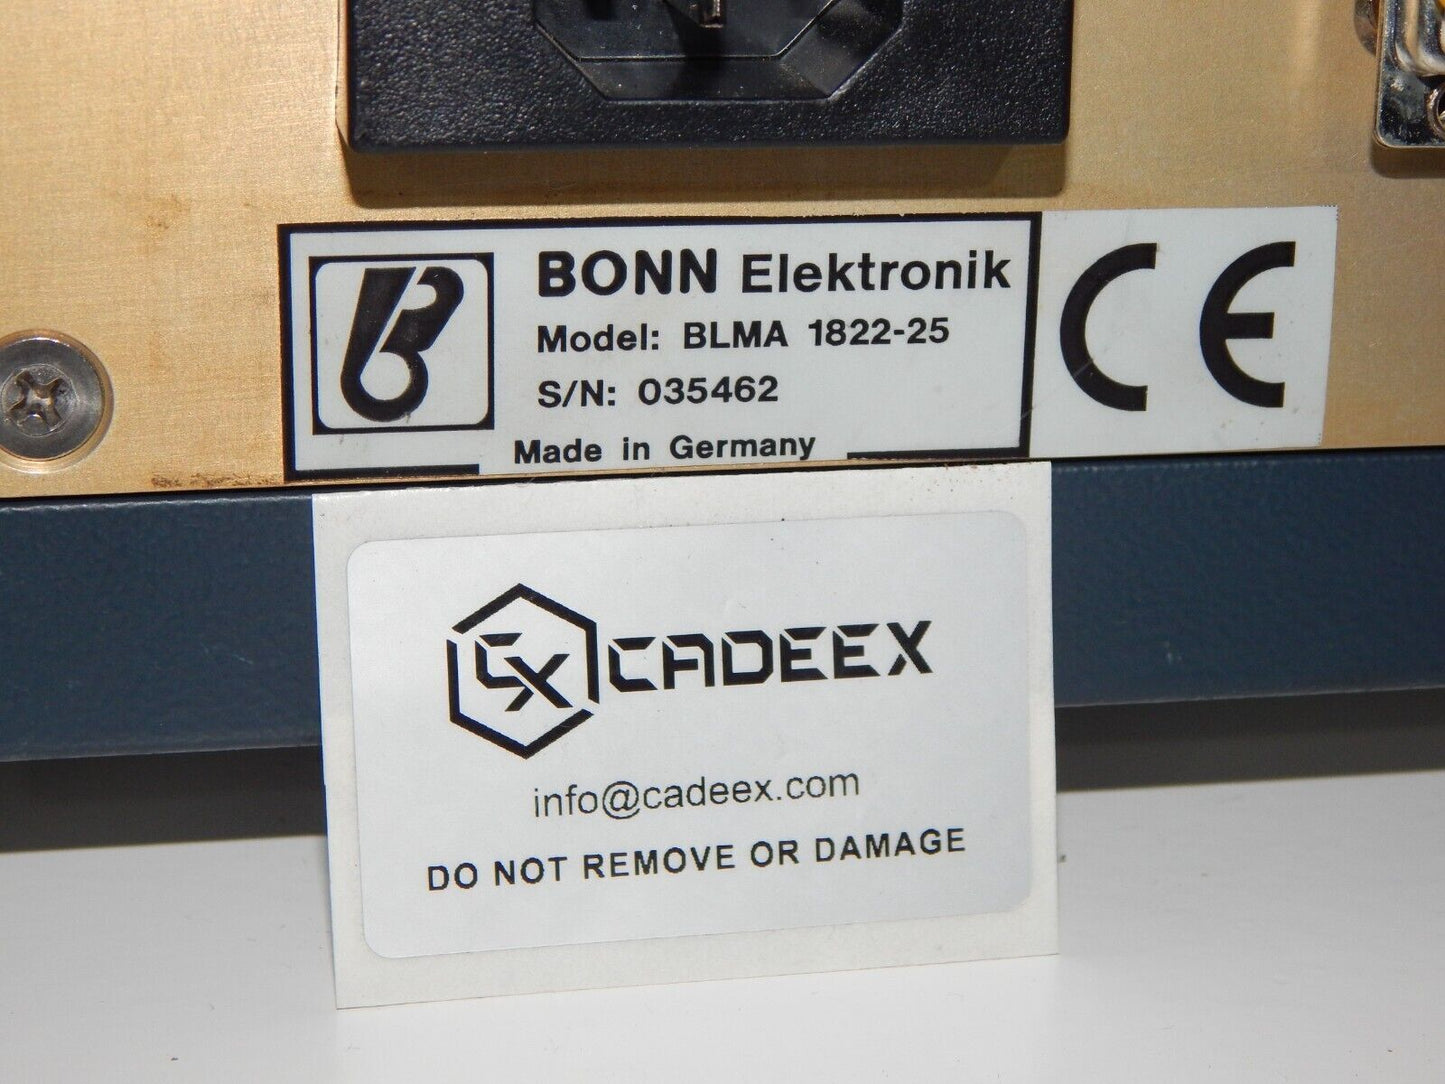 BONN Elektronik
Model: BLMA 1822-25
S/N: 035462
Made in Germany
CE
CX CADEEX
info@cadeex.com
DO NOT REMOVE OR DAMAGE